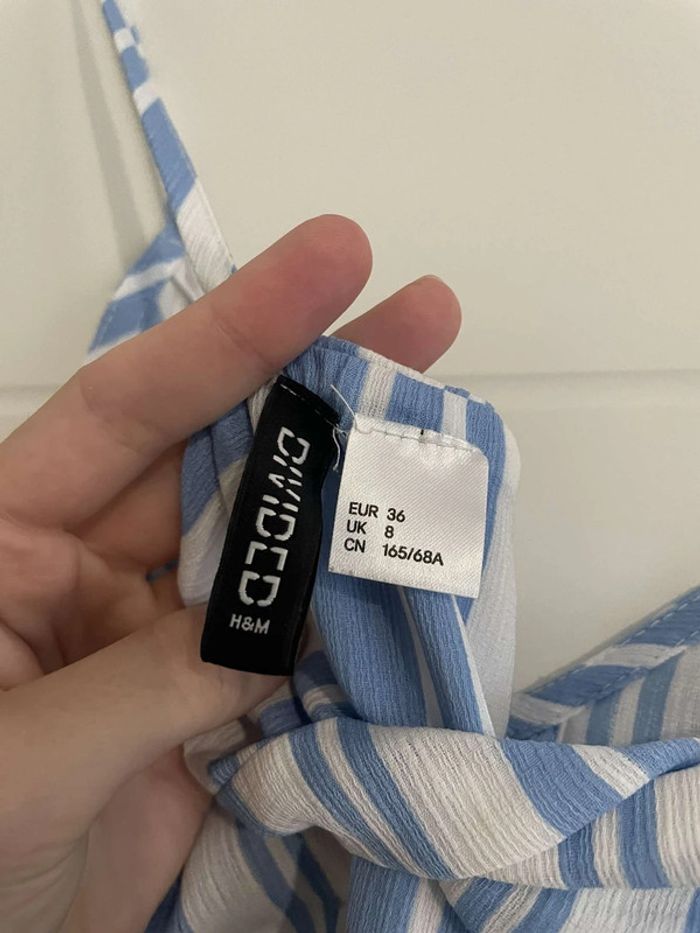 DIVIDED
H&M
EUR 36
UK 8
CN 165/68A